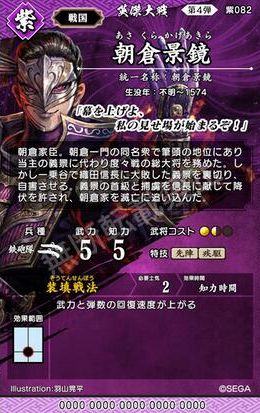 紫
戦国
英傑大戦
第4弾
紫082
あさ くら かげあきら
朝倉景鏡
統一名称:朝倉景鏡
生没年:不明～1574
「幕を上げよ、
私の見せ場が始まるぞ!」
朝倉家臣。朝倉一門の同名衆で筆頭の地位にあり
当主の義景に代わり度々戦の総大将を務めた。し
かし一乗谷で織田信長に大敗した義景を裏切り、
自害させる。義景の首級と捕虜を信長に献じて降
伏を許され、朝倉家を滅亡に追い込んだ。
兵種 武力 知力 武将コスト
鉄砲隊 5 5 特技 先陣 疾駆
そうてんせんぽう
装填戦法
必要士気 2
効果時間 知力時間
武力と弾数の回復速度が上がる
効果範囲
Illustration:羽山晃平
©SEGA
0000-0000-0000-0000-0000